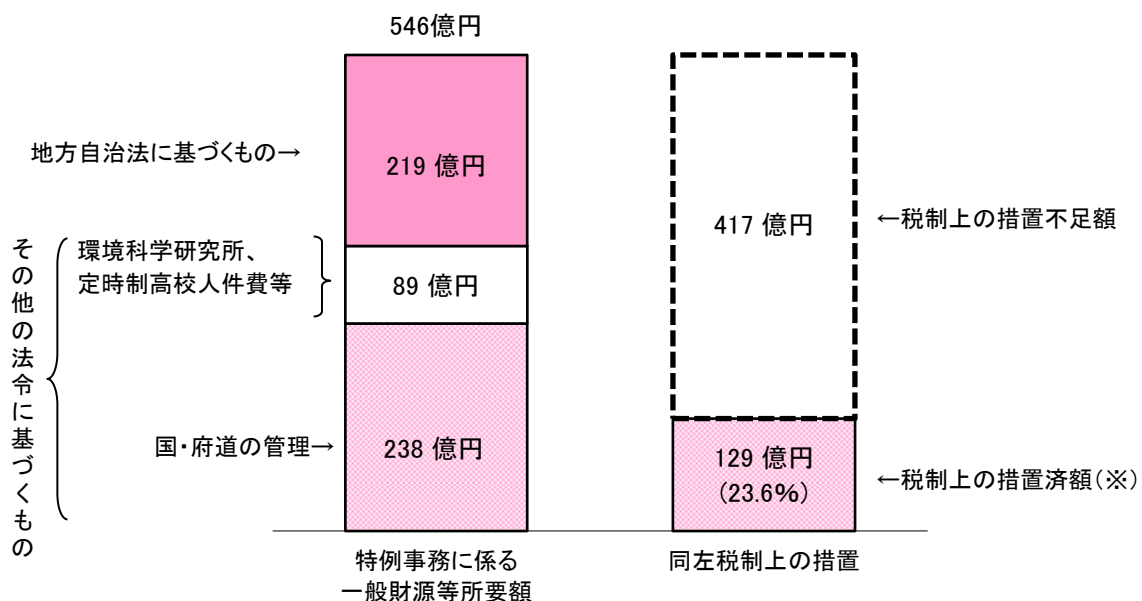 546億円
地方自治法に基づくもの→
219 億円
417 億円
←税制上の措置不足額
その他の法令に基づくもの
環境科学研究所、
定時制高校人件費等
89 億円
国・府道の管理→
238 億円
129 億円
（23.6%）
←税制上の措置済額（※）
特例事務に係る
一般財源等所要額
同左税制上の措置